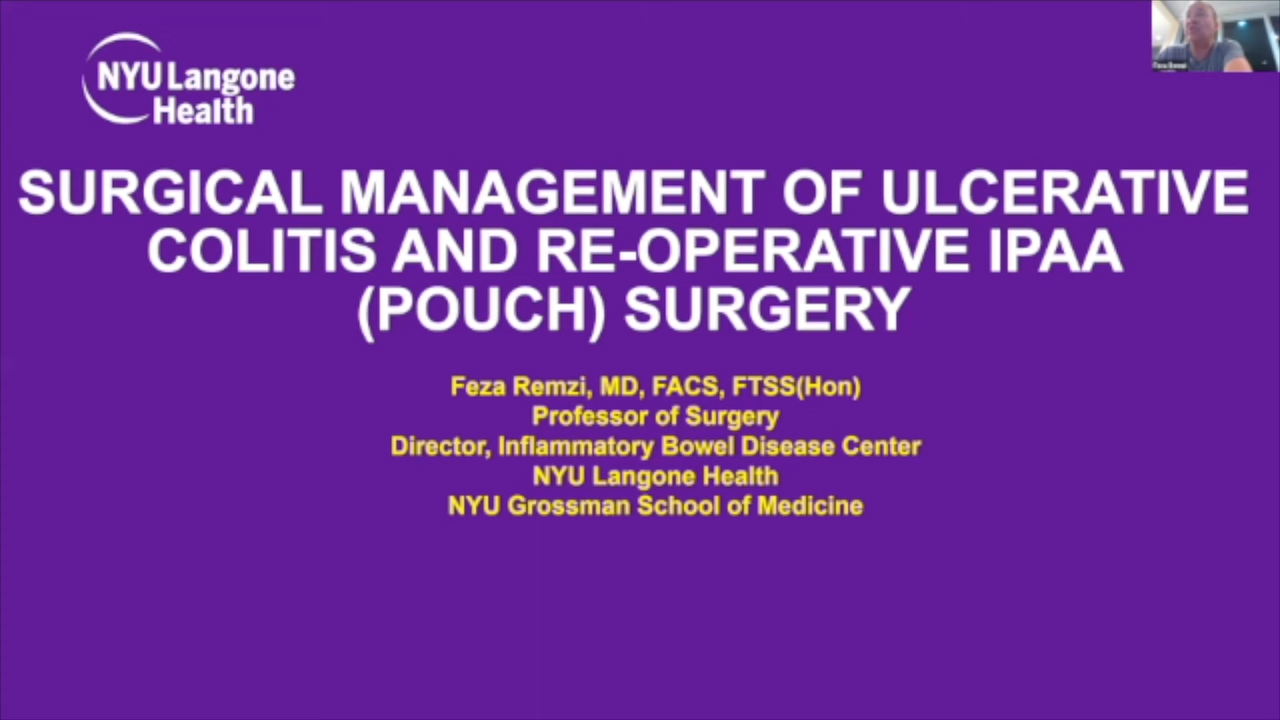 NYU Langone
Health
SURGICAL MANAGEMENT OF ULCERATIVE
COLITIS AND RE-OPERATIVE IPAA
(POUCH) SURGERY
Feza Remzi, MD, FACS, FTSS(Hon)
Professor of Surgery
Director, Inflammatory Bowel Disease Center
NYU Langone Health
NYU Grossman School of Medicine